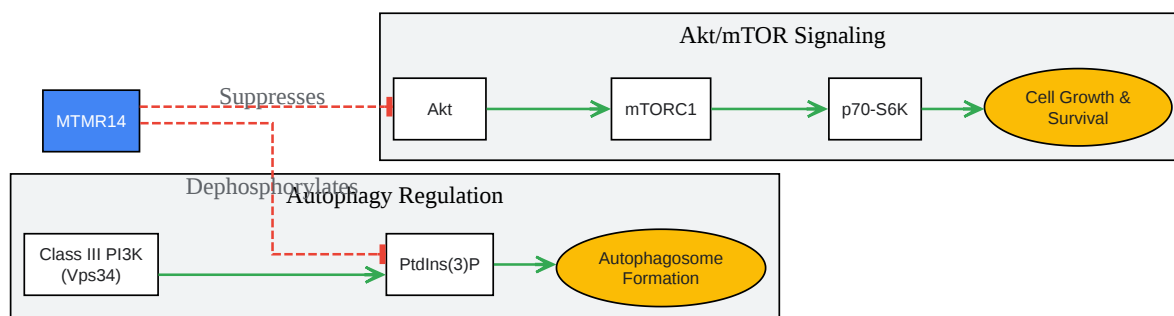 Akt/mTOR Signaling
Suppresses
MTMR14
Akt
mTORC1
p70-S6K
Cell Growth &
Survival
Dephosphorylates
Autophagy Regulation
Class III PI3K
(Vps34)
PtdIns(3)P
Autophagosome
Formation